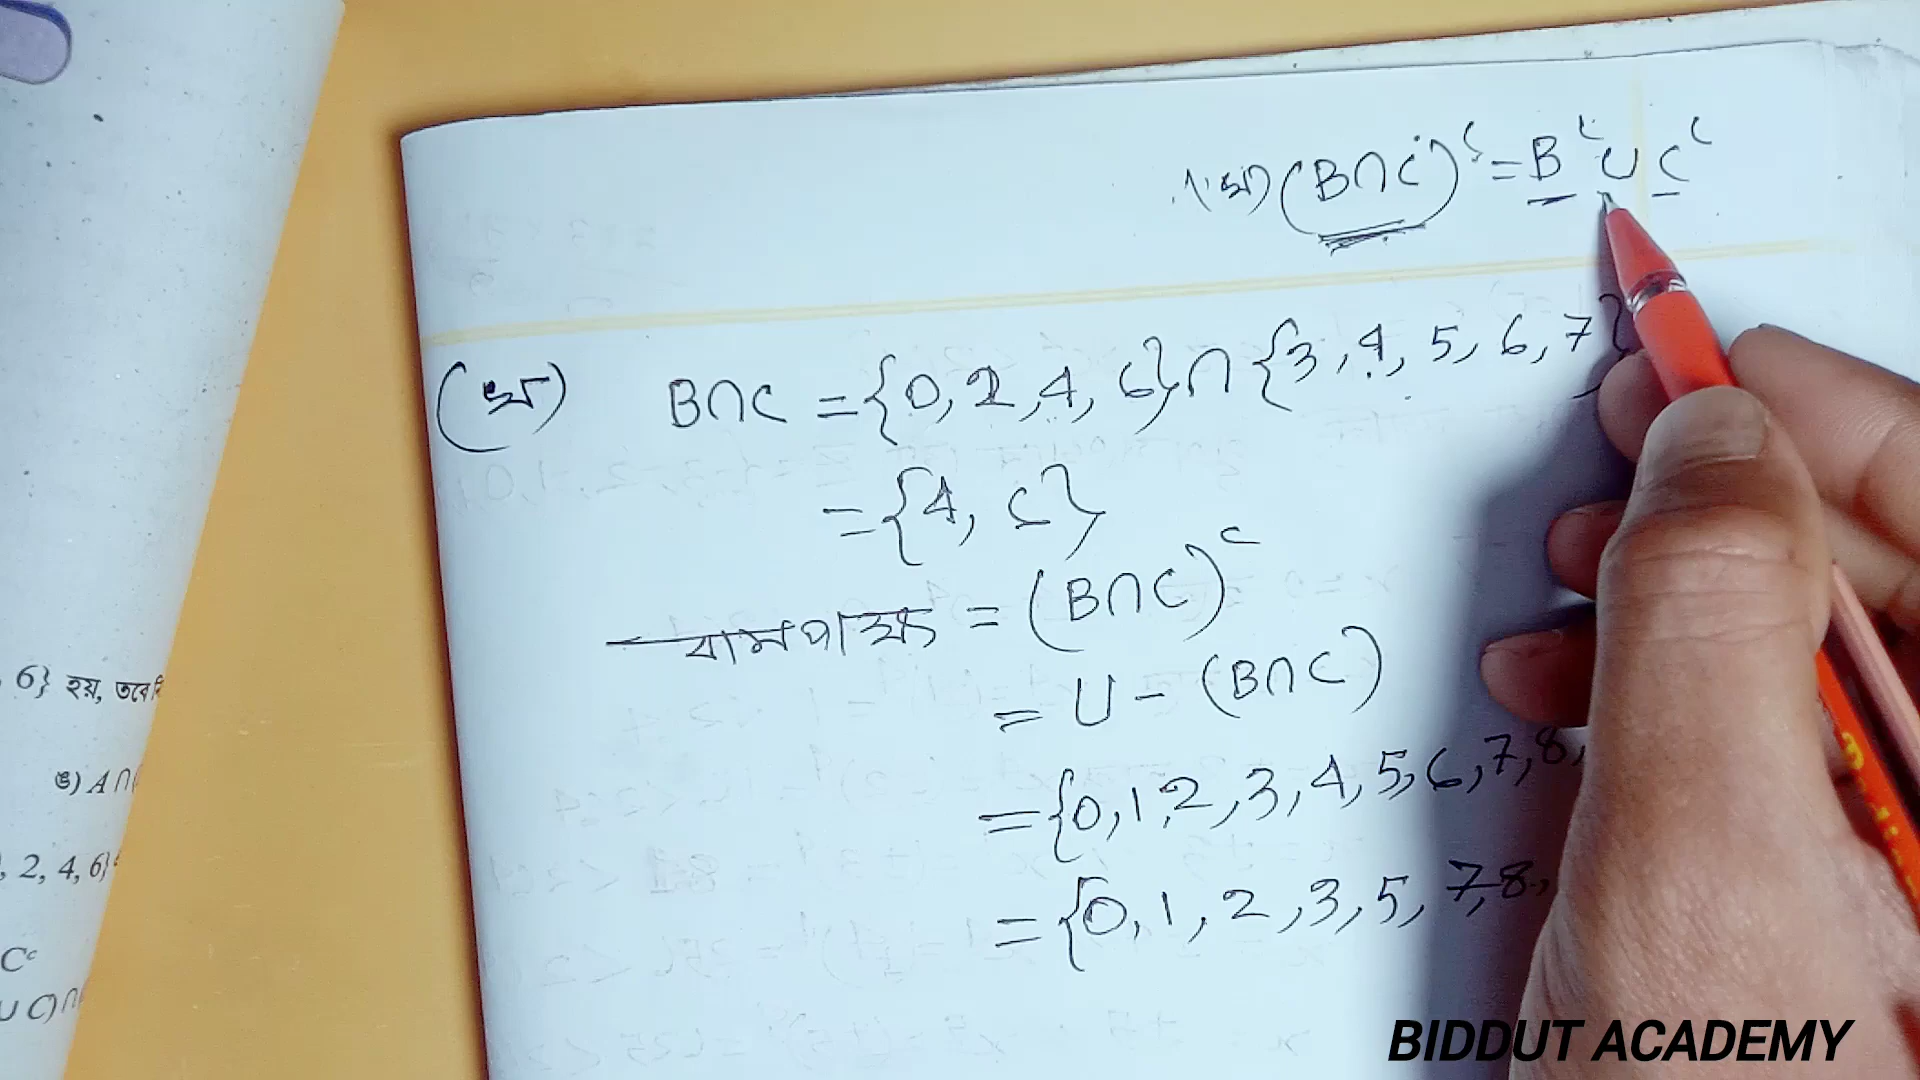 (খ) (B∩C)ᶜ = Bᶜ ∪ Cᶜ
(খ) B∩C = {0, 2, 4, 6} ∩ {3, 4, 5, 6, 7}
= {4, 6}
বামপক্ষ = (B∩C)ᶜ
= U - (B∩C)
= {0, 1, 2, 3, 4, 5, 6, 7, 8,
= {0, 1, 2, 3, 5, 7, 8,
6} হয়, তবে
ঙ) A ∩
, 2, 4, 6}
Cᶜ
∪ C) ∩
BIDDUT ACADEMY